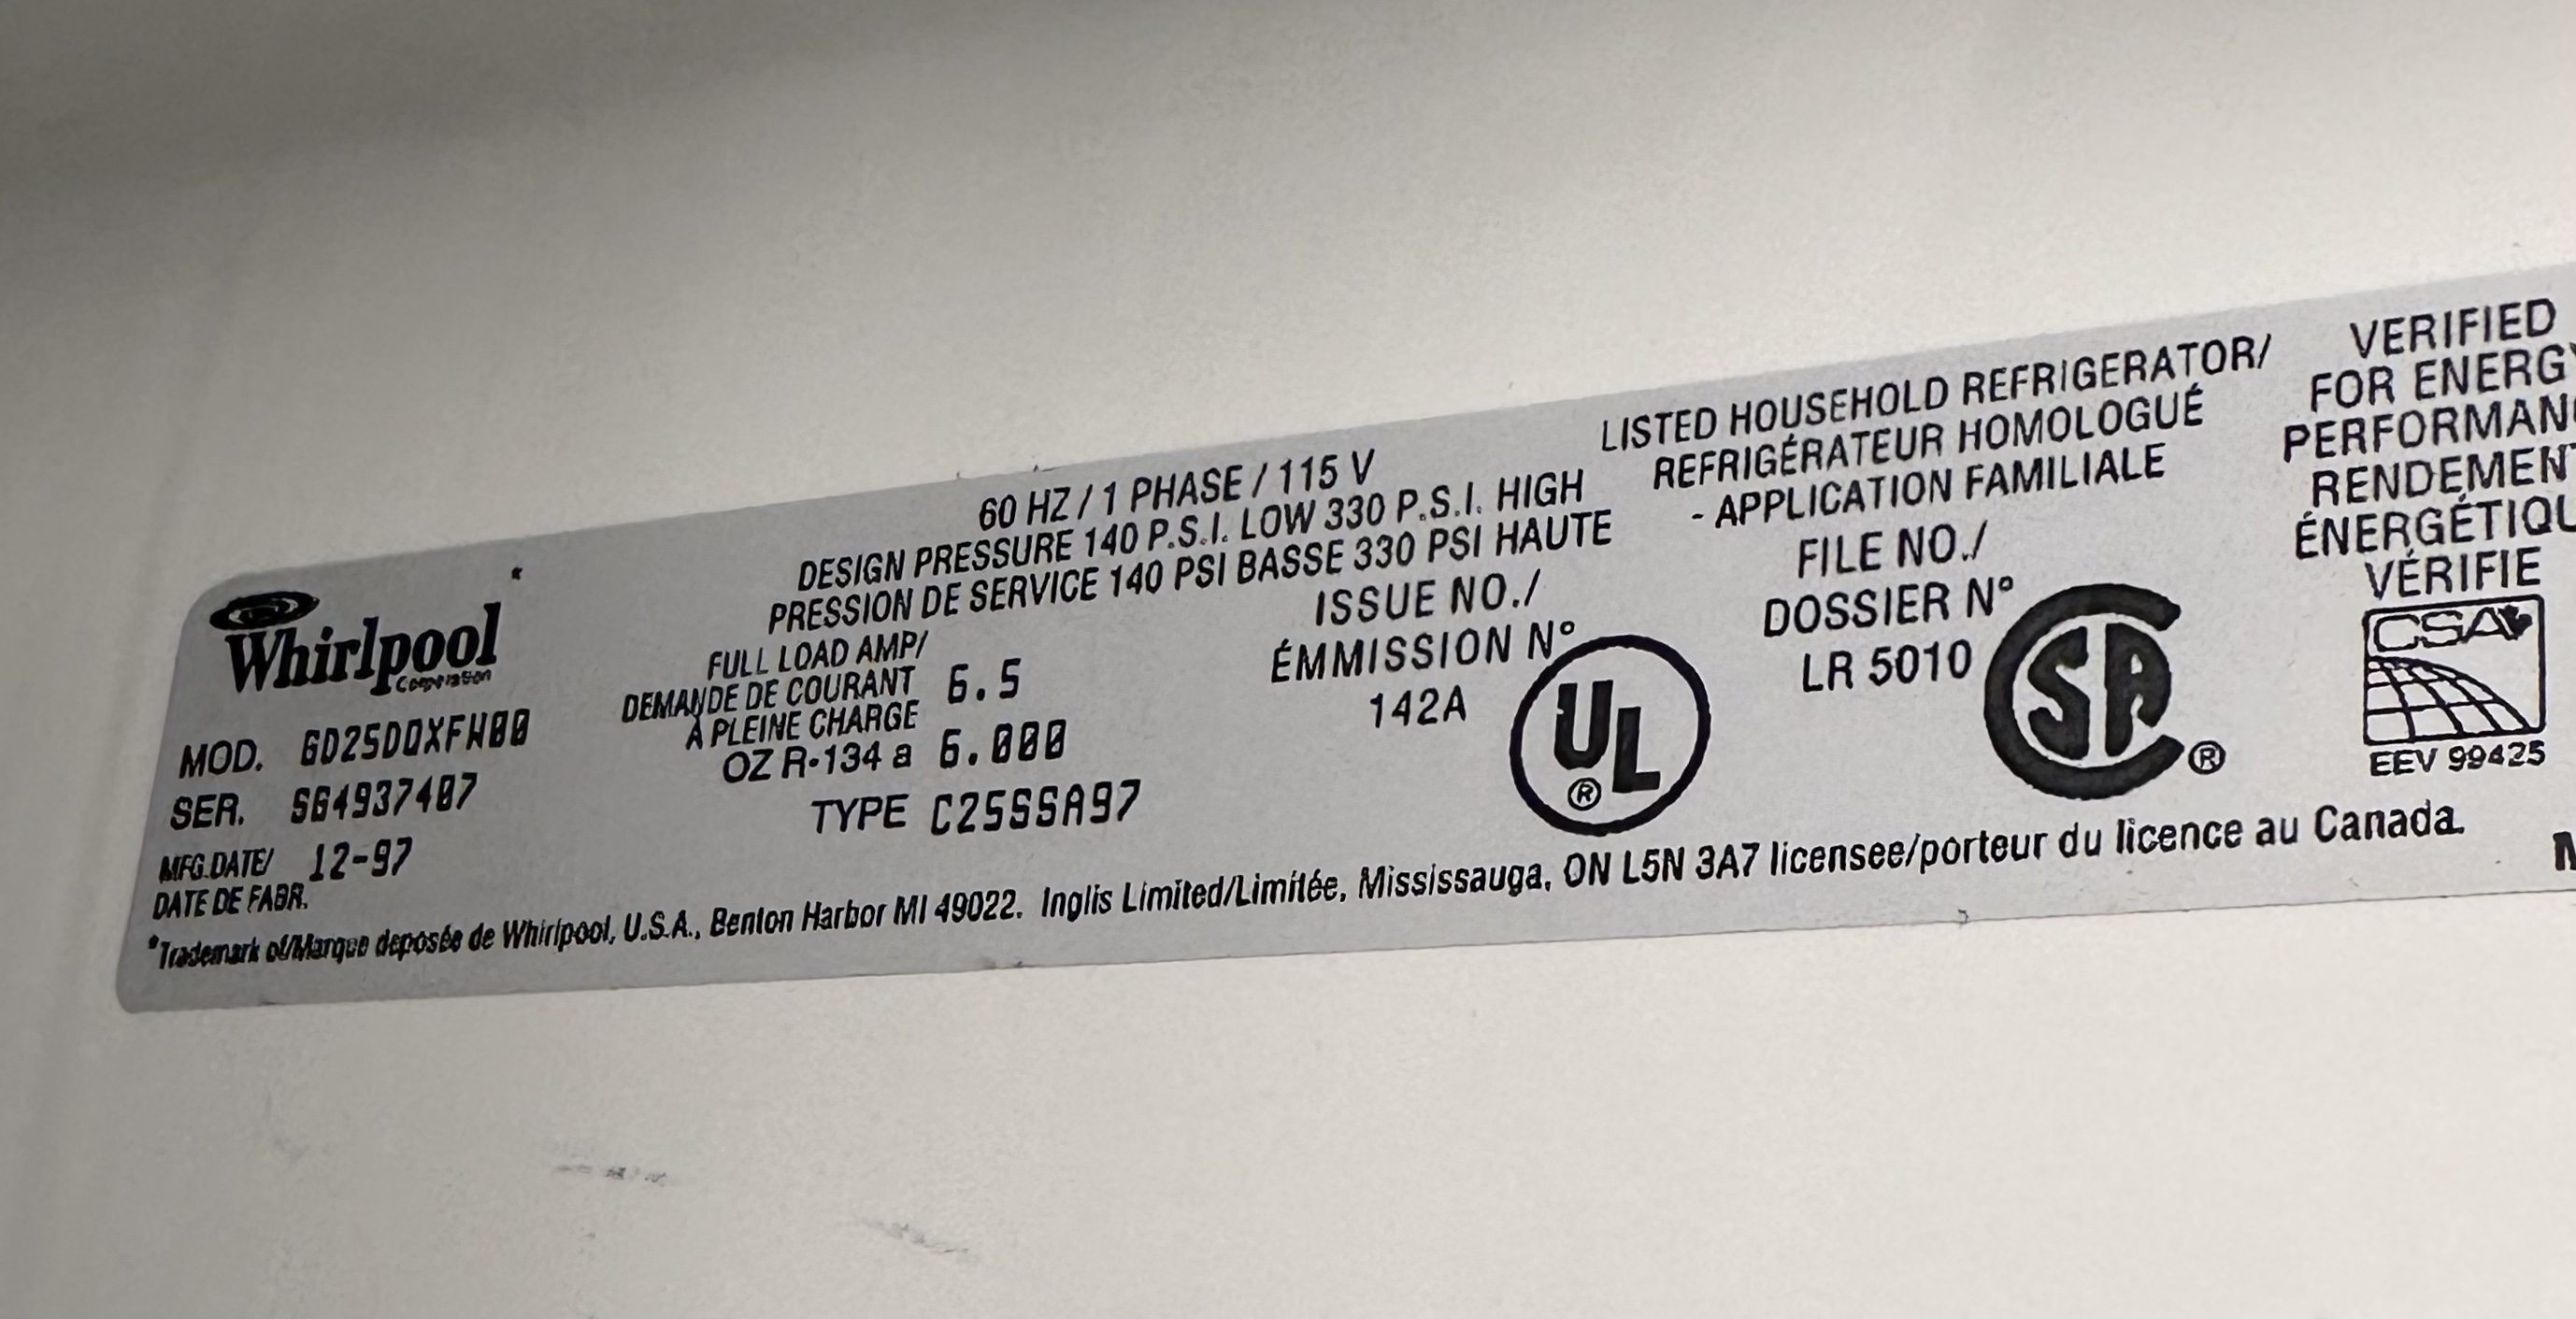 Whirlpool *
Corporation
MOD. GD25DQXFW00
SER. SG4937407
MFG.DATE/ 12-97
DATE DE FABR.
60 HZ / 1 PHASE / 115 V
DESIGN PRESSURE 140 P.S.I. LOW 330 P.S.I. HIGH
PRESSION DE SERVICE 140 PSI BASSE 330 PSI HAUTE
FULL LOAD AMP/
DEMANDE DE COURANT 6.5
À PLEINE CHARGE
OZ R-134 a 6.000
TYPE C25SSA97
ISSUE NO./
ÉMMISSION N°
142A
UL
®
LISTED HOUSEHOLD REFRIGERATOR/
REFRIGÉRATEUR HOMOLOGUÉ
- APPLICATION FAMILIALE
FILE NO./
DOSSIER N°
LR 5010
SA ®
VERIFIED
FOR ENERGY
PERFORMAN
RENDEMENT
ÉNERGÉTIQU
VÉRIFIE
CSA
EEV 99425
*Trademark of/Marque deposée de Whirlpool, U.S.A., Benton Harbor MI 49022. Inglis Limited/Limitée, Mississauga, ON L5N 3A7 licensee/porteur du licence au Canada.